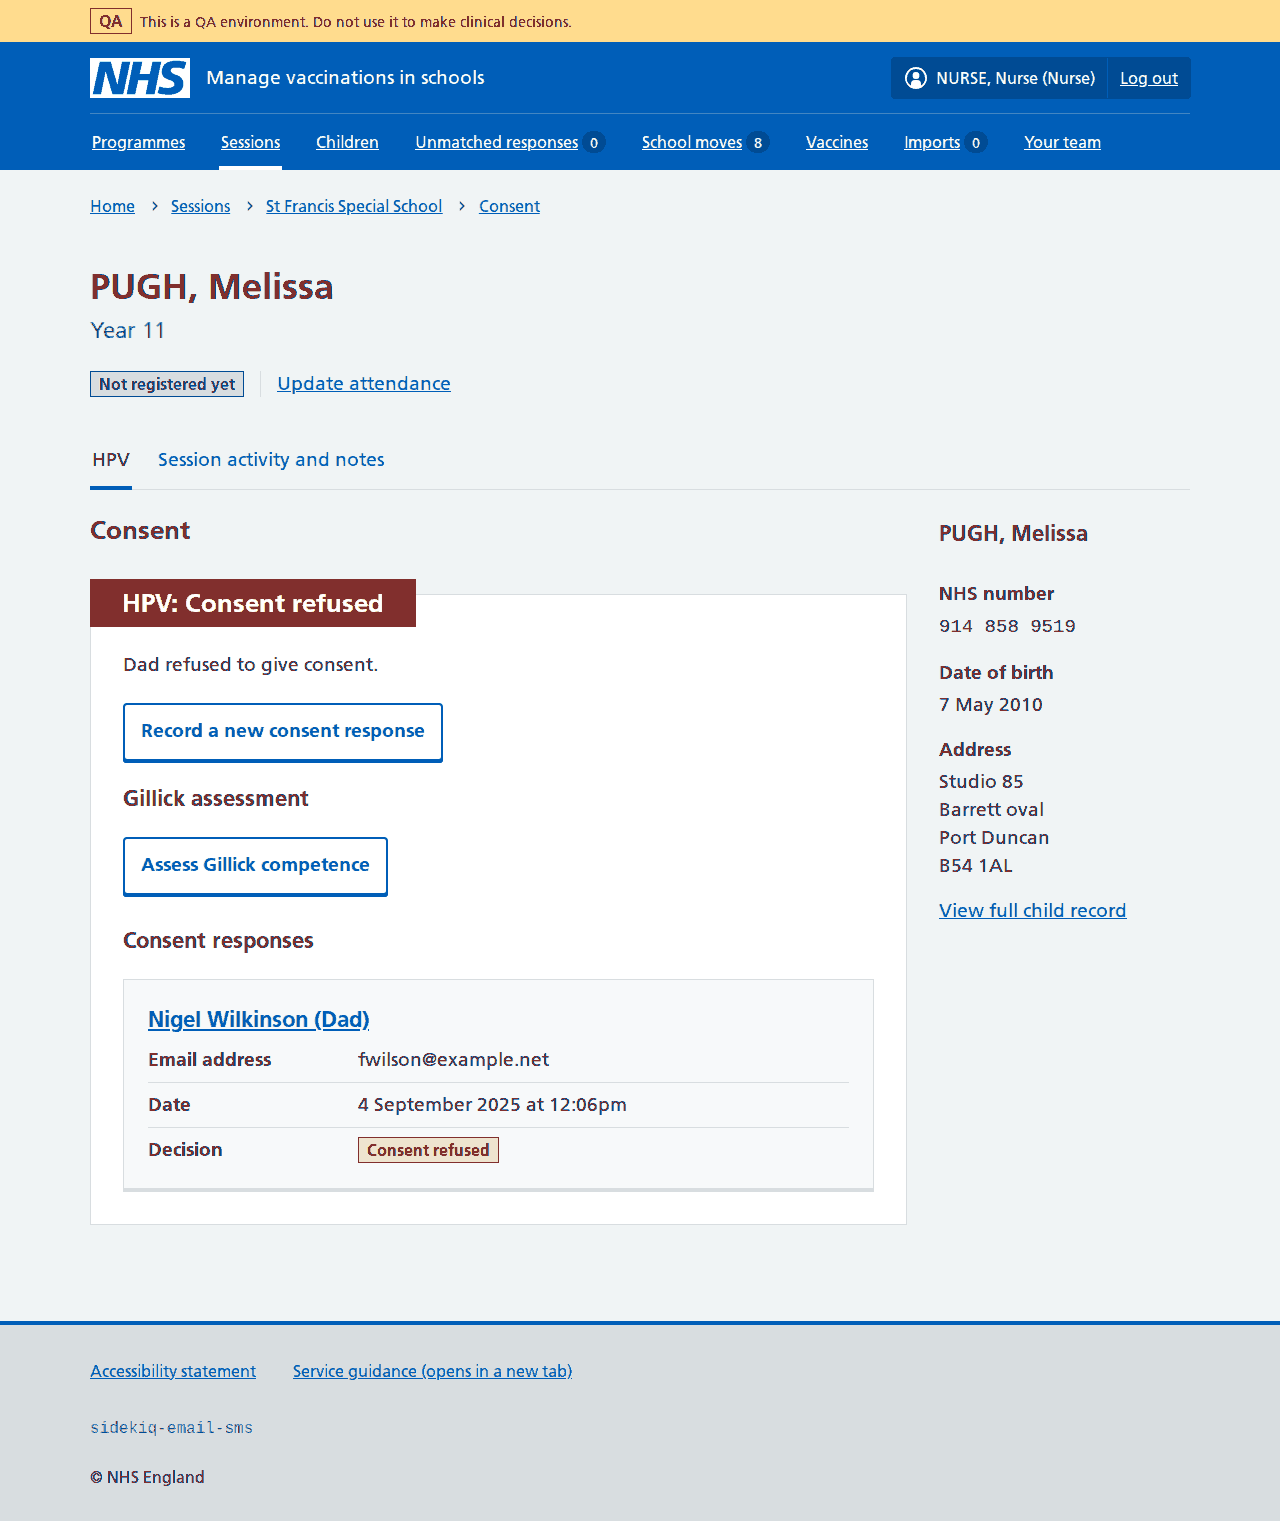 QA This is a QA environment. Do not use it to make clinical decisions.
NHS Manage vaccinations in schools
NURSE, Nurse (Nurse) Log out
Programmes Sessions Children Unmatched responses 0 School moves 8 Vaccines Imports 0 Your team
Home > Sessions > St Francis Special School > Consent
PUGH, Melissa
Year 11
Not registered yet Update attendance
HPV Session activity and notes
Consent
HPV: Consent refused
Dad refused to give consent.
Record a new consent response
Gillick assessment
Assess Gillick competence
Consent responses
Nigel Wilkinson (Dad)
Email address fwilson@example.net
Date 4 September 2025 at 12:06pm
Decision Consent refused
PUGH, Melissa
NHS number
914 858 9519
Date of birth
7 May 2010
Address
Studio 85
Barrett oval
Port Duncan
B54 1AL
View full child record
Accessibility statement Service guidance (opens in a new tab)
sidekiq-email-sms
© NHS England